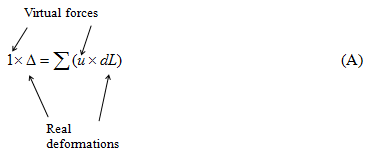 Virtual forces
1× Δ = ∑(u × dL) (A)
Real
deformations